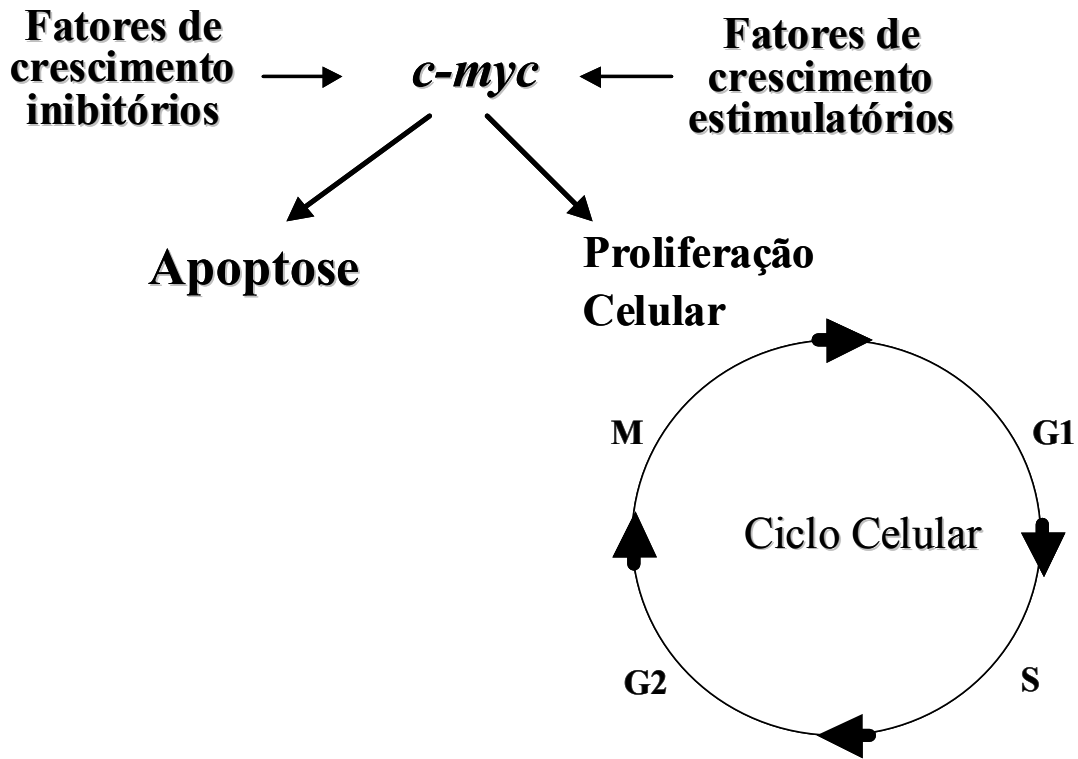 Fatores de
crescimento
inibitórios
c-myc
Fatores de
crescimento
estimulatórios
Apoptose
Proliferação
Celular
M
G1
Ciclo Celular
G2
S